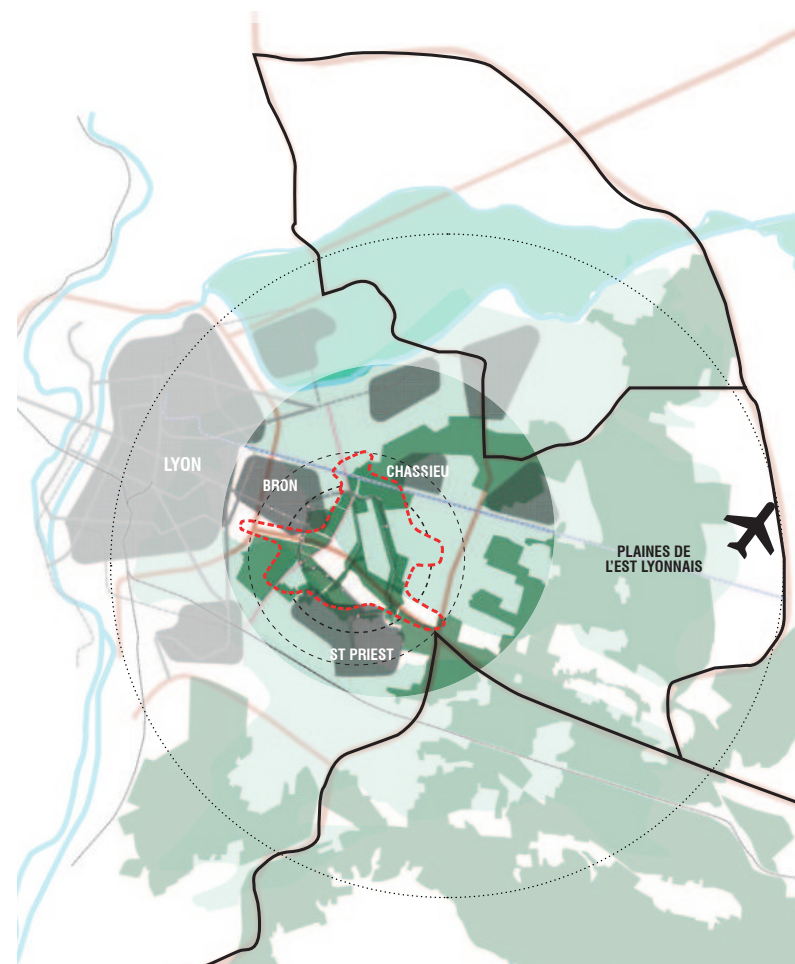 LYON
BRON
CHASSIEU
PLAINES DE
L'EST LYONNAIS
ST PRIEST